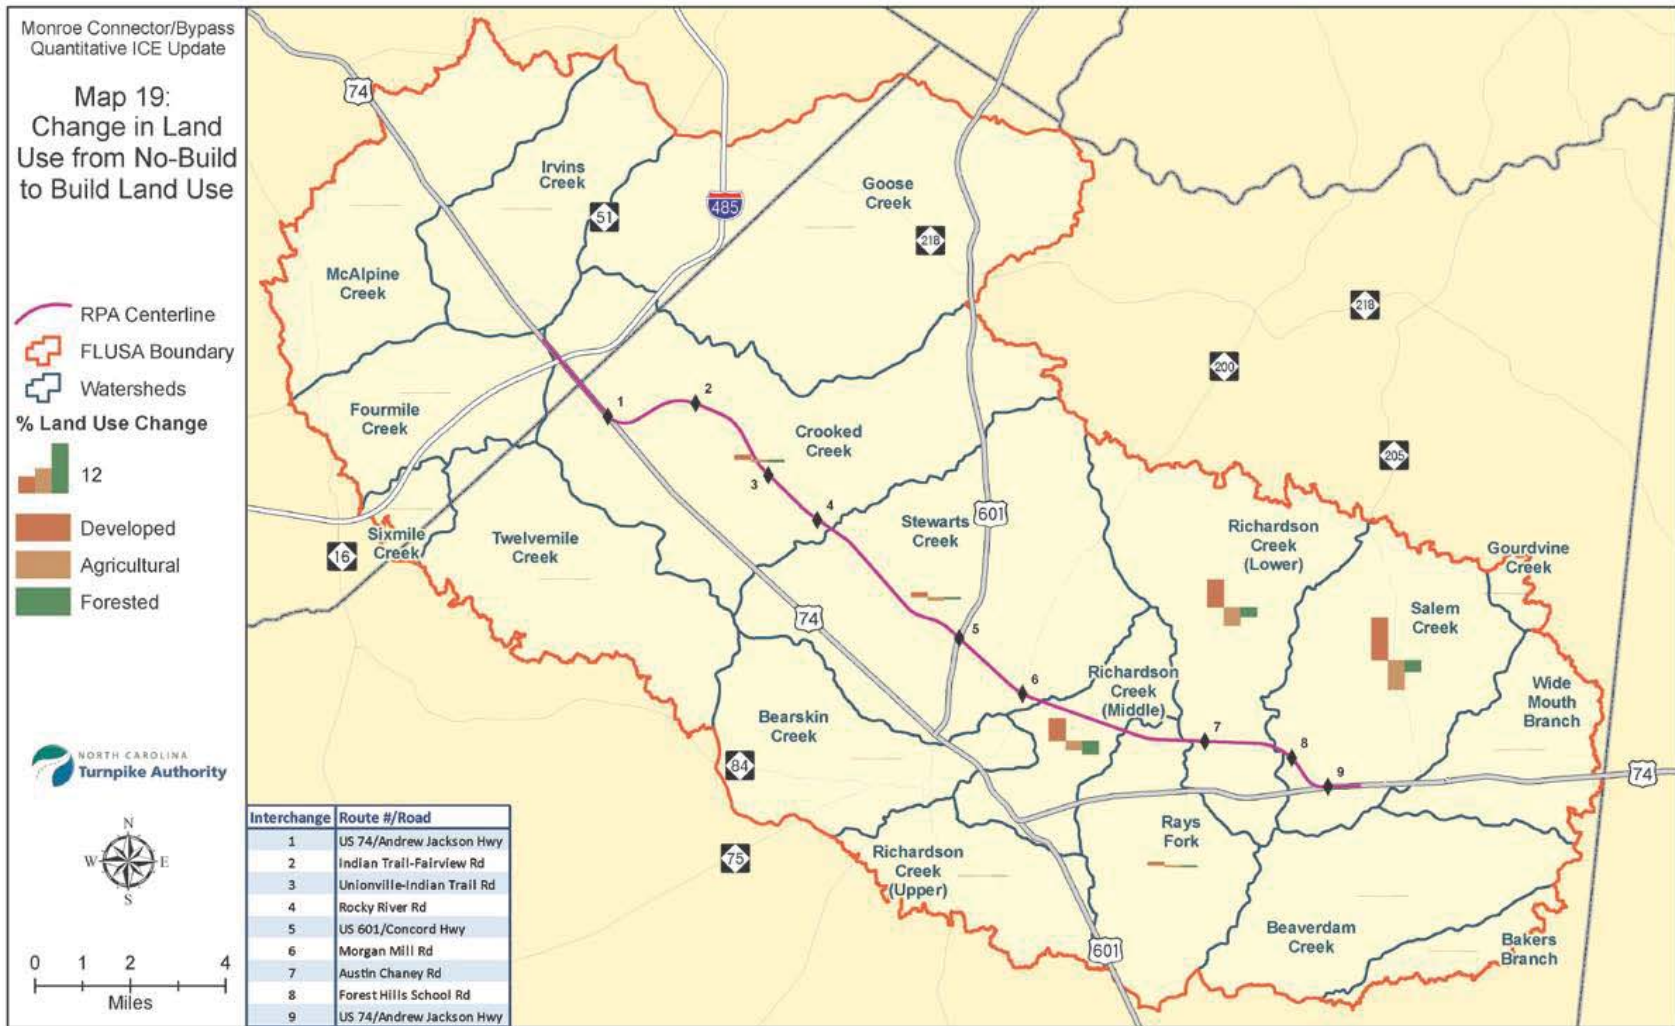 Monroe Connector/Bypass
Quantitative ICE Update
Map 19:
Change in Land
Use from No-Build
to Build Land Use
RPA Centerline
FLUSA Boundary
Watersheds
% Land Use Change
12
Developed
Agricultural
Forested
NORTH CAROLINA
Turnpike Authority
N
W
E
S
0 1 2 4
Miles
Interchange Route #/Road
1 US 74/Andrew Jackson Hwy
2 Indian Trail-Fairview Rd
3 Unionville-Indian Trail Rd
4 Rocky River Rd
5 US 601/Concord Hwy
6 Morgan Mill Rd
7 Austin Chaney Rd
8 Forest Hills School Rd
9 US 74/Andrew Jackson Hwy
74
Irvins
Creek
51
485
Goose
Creek
218
McAlpine
Creek
218
200
Fourmile
Creek
1
2
Crooked
Creek
3
4
205
16
Sixmile
Creek
Twelvemile
Creek
Stewarts
Creek
601
Richardson
Creek
(Lower)
Gourdvine
Creek
Salem
Creek
74
5
6
Richardson
Creek
(Middle)
Wide
Mouth
Branch
Bearskin
Creek
84
7
8
9
74
75
Richardson
Creek
(Upper)
Rays
Fork
601
Beaverdam
Creek
Bakers
Branch